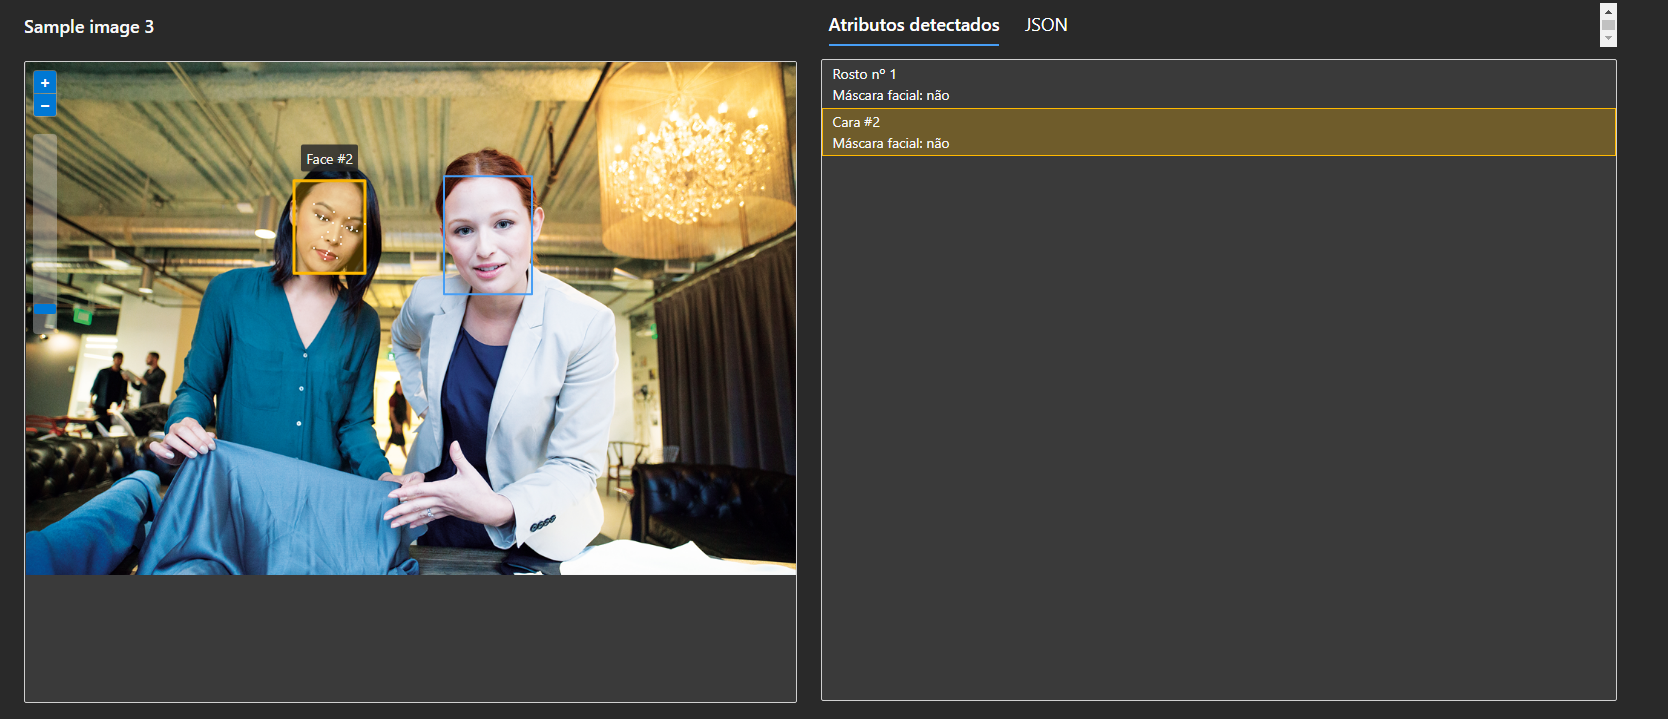 Sample image 3
+
−
Face #2
Atributos detectados
JSON
Rosto nº 1
Máscara facial: não
Cara #2
Máscara facial: não